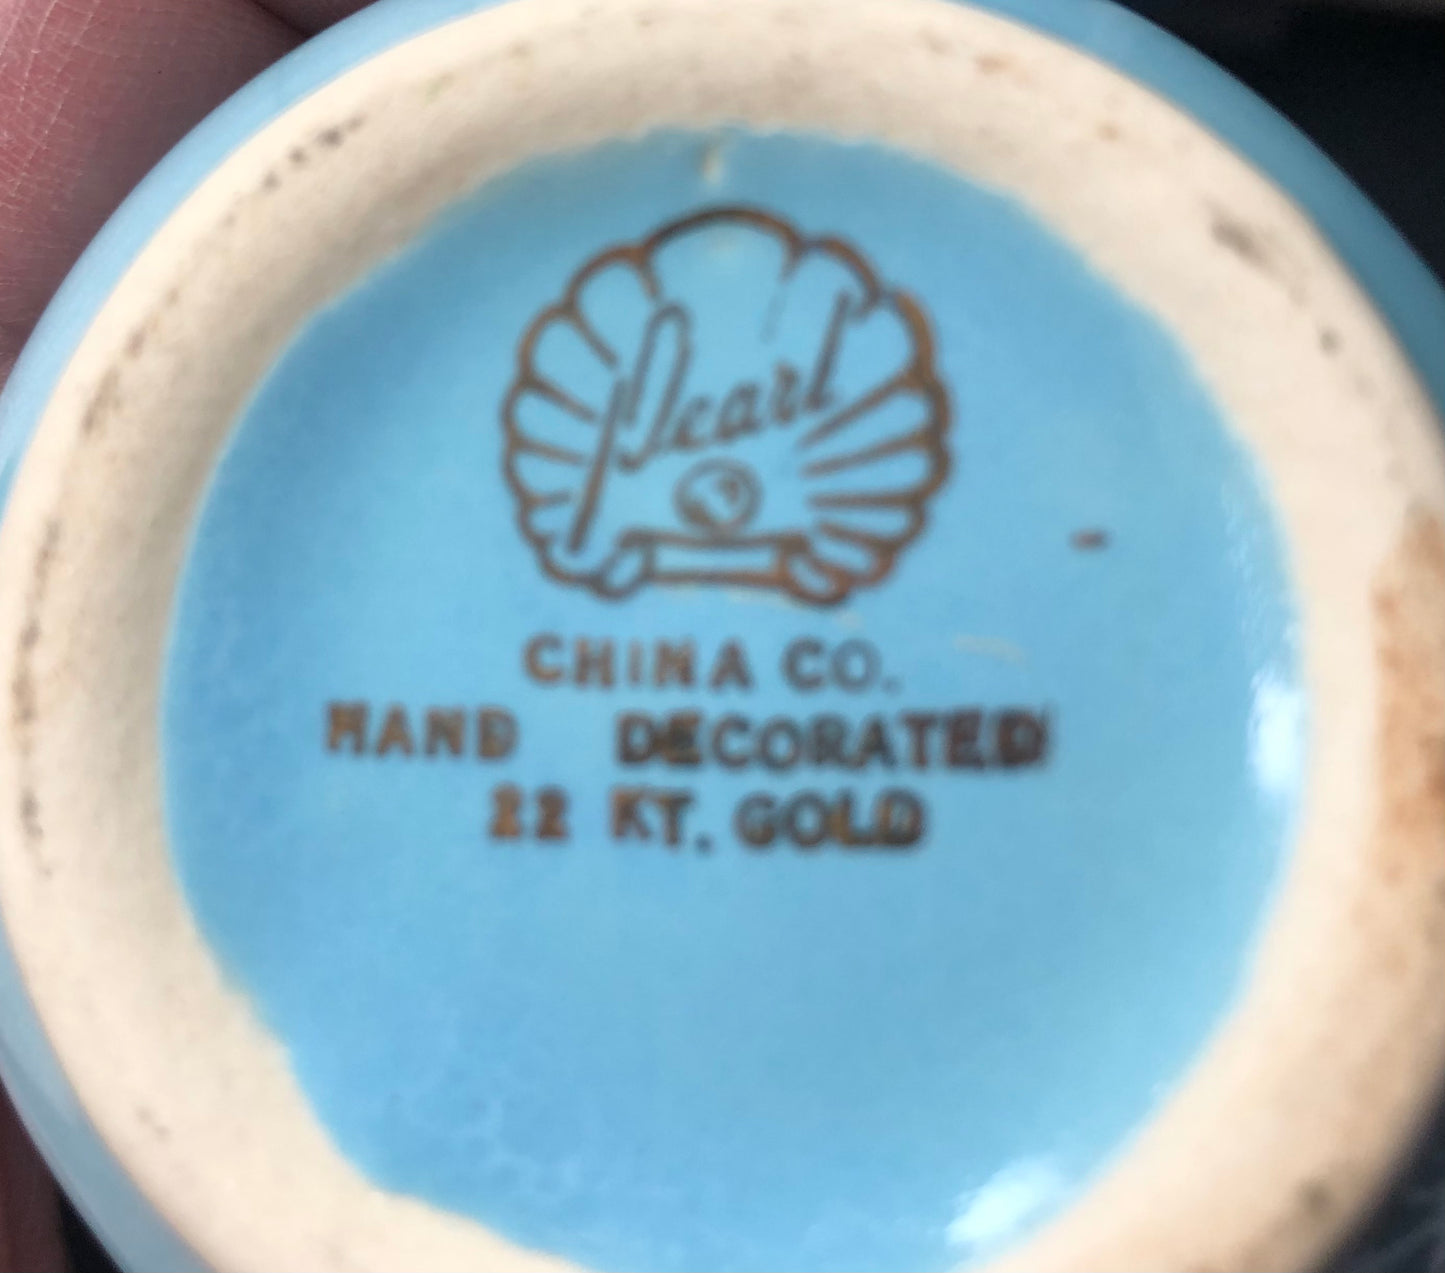 Pearl
CHINA CO.
HAND DECORATED
22 KT. GOLD